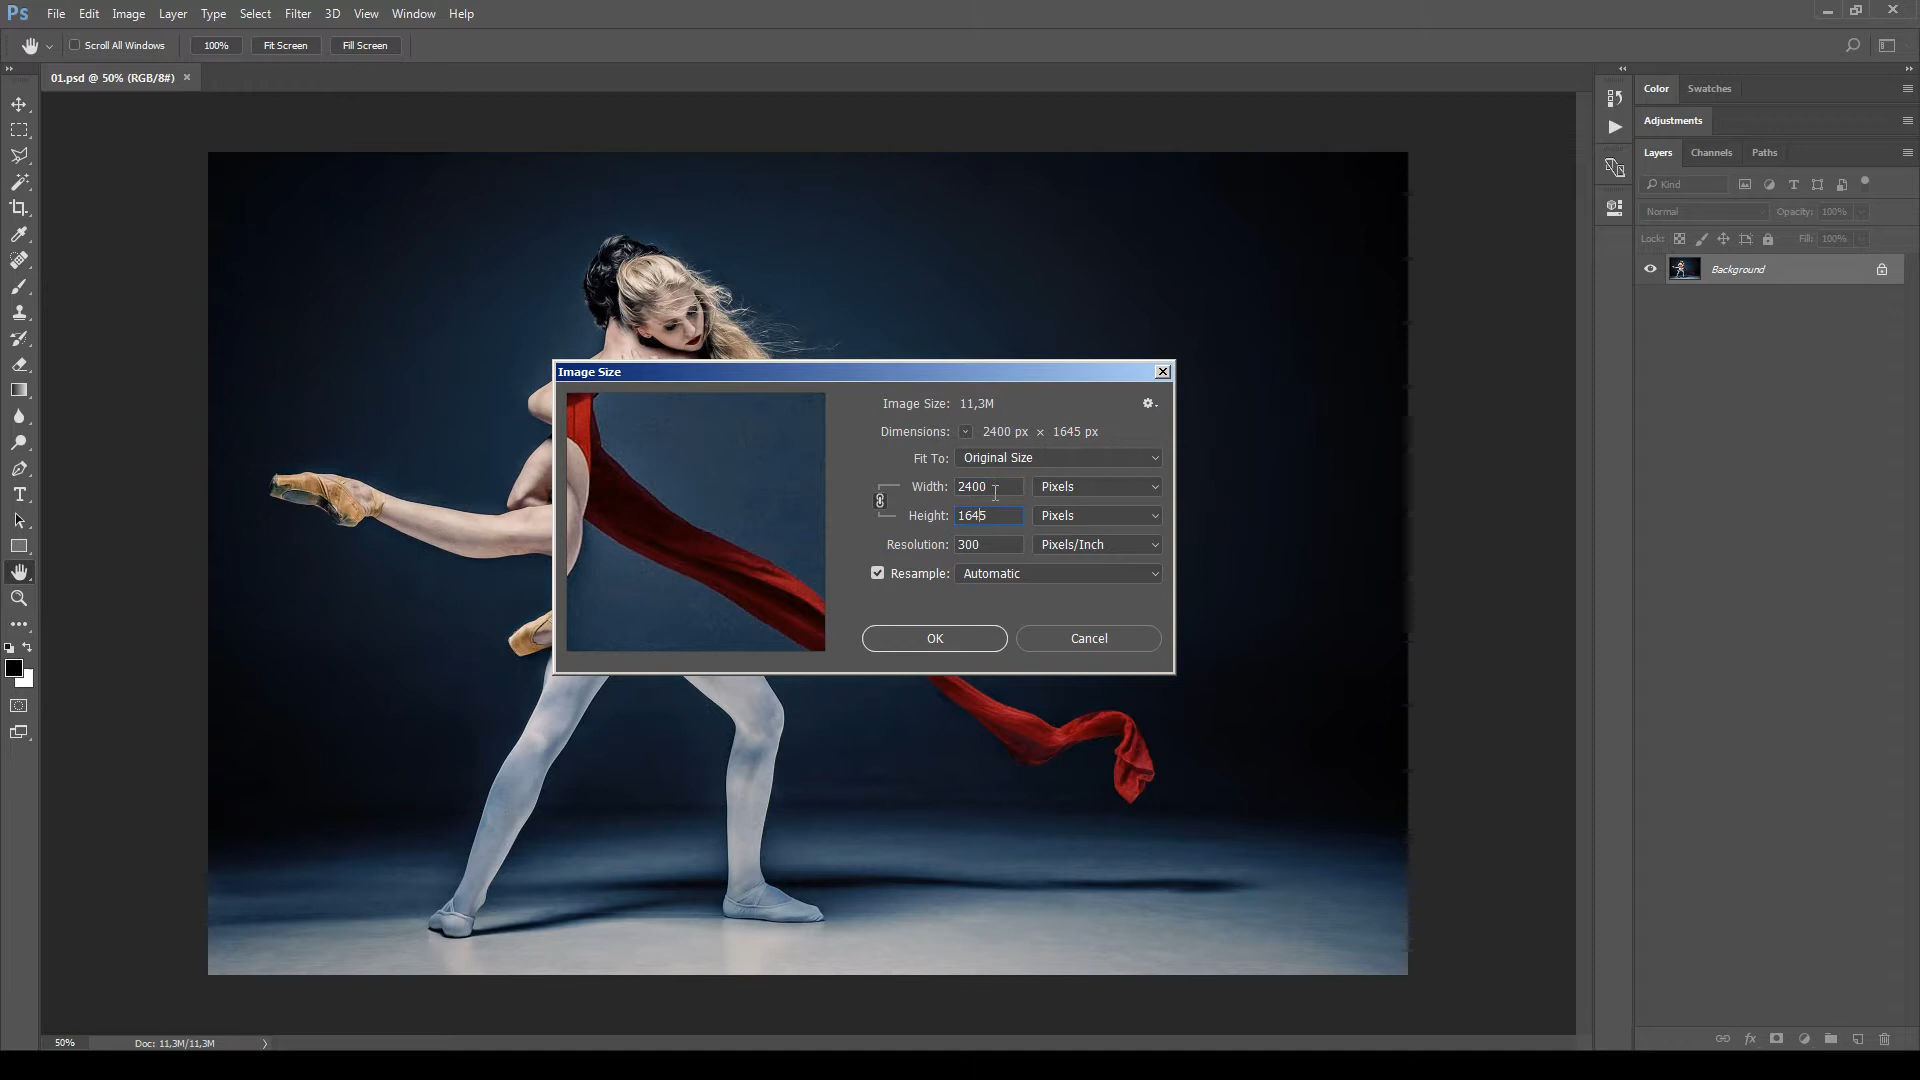 Ps File Edit Image Layer Type Select Filter 3D View Window Help
Scroll All Windows 100% Fit Screen Fill Screen
01.psd @ 50% (RGB/8#)
Color Swatches
Adjustments
Layers Channels Paths
Kind
Normal Opacity: 100%
Lock: Fill: 100%
Background
Image Size
Image Size: 11,3M
Dimensions: 2400 px × 1645 px
Fit To: Original Size
Width: 2400 Pixels
Height: 1645 Pixels
Resolution: 300 Pixels/Inch
Resample: Automatic
OK Cancel
50% Doc: 11,3M/11,3M
fx